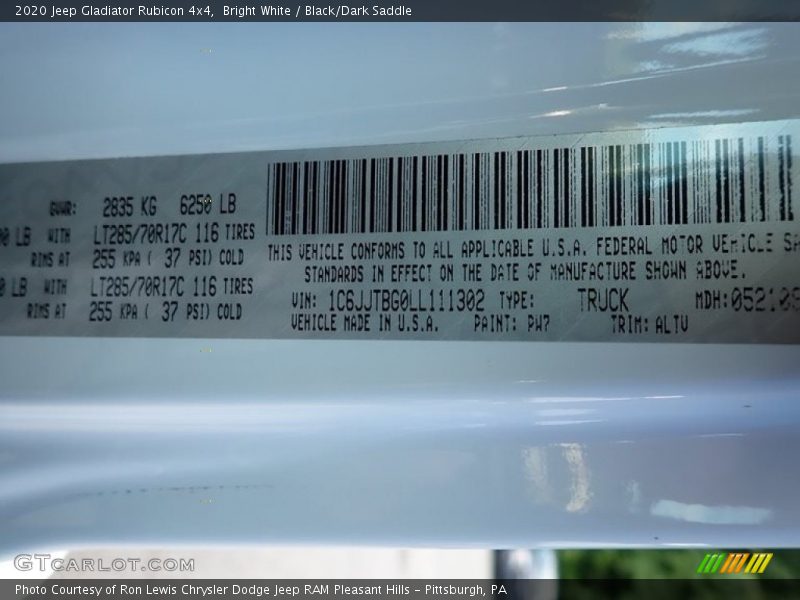 2020 Jeep Gladiator Rubicon 4x4, Bright White / Black/Dark Saddle
GVWR: 2835 KG 6250 LB
LB WITH LT285/70R17C 116 TIRES
RIMS AT 255 KPA ( 37 PSI) COLD
LB WITH LT285/70R17C 116 TIRES
RIMS AT 255 KPA ( 37 PSI) COLD
THIS VEHICLE CONFORMS TO ALL APPLICABLE U.S.A. FEDERAL MOTOR VEHICLE
STANDARDS IN EFFECT ON THE DATE OF MANUFACTURE SHOWN ABOVE.
VIN: 1C6JJTBG0LL111302 TYPE: TRUCK MDH:
VEHICLE MADE IN U.S.A. PAINT: PW7 TRIM: ALTV
GTCARLOT.COM
Photo Courtesy of Ron Lewis Chrysler Dodge Jeep RAM Pleasant Hills - Pittsburgh, PA